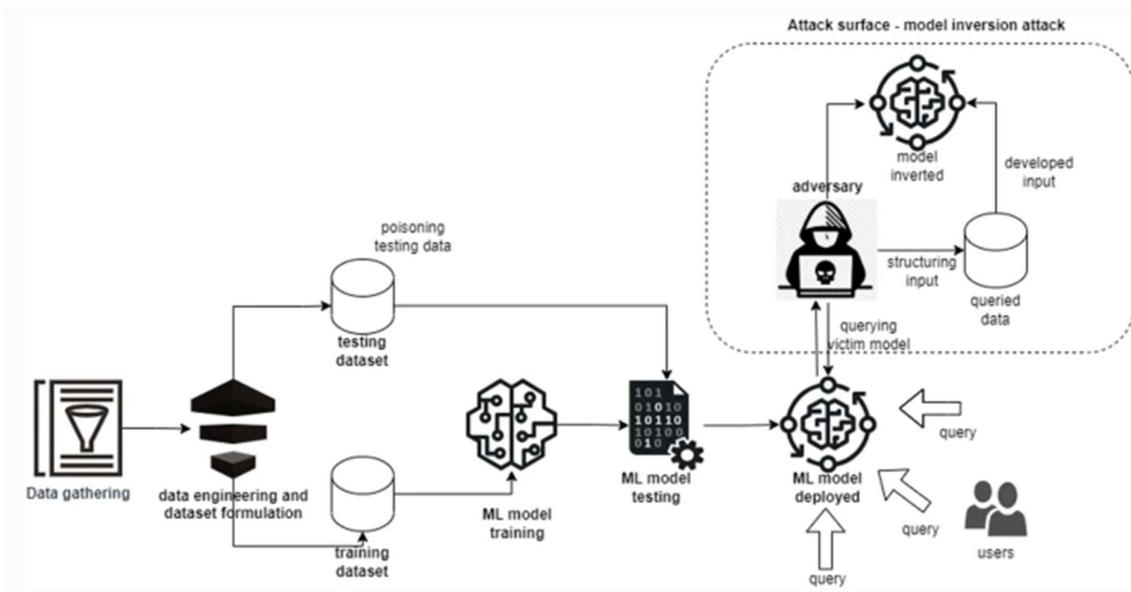 Attack surface - model inversion attack
model
inverted
developed
input
adversary
structuring
input
queried
data
querying
victim model
poisoning
testing data
testing
dataset
101
01010
10110
10100
010
Data gathering
data engineering and
dataset formulation
training
dataset
ML model
training
ML model
testing
ML model
deployed
query
query
users
query